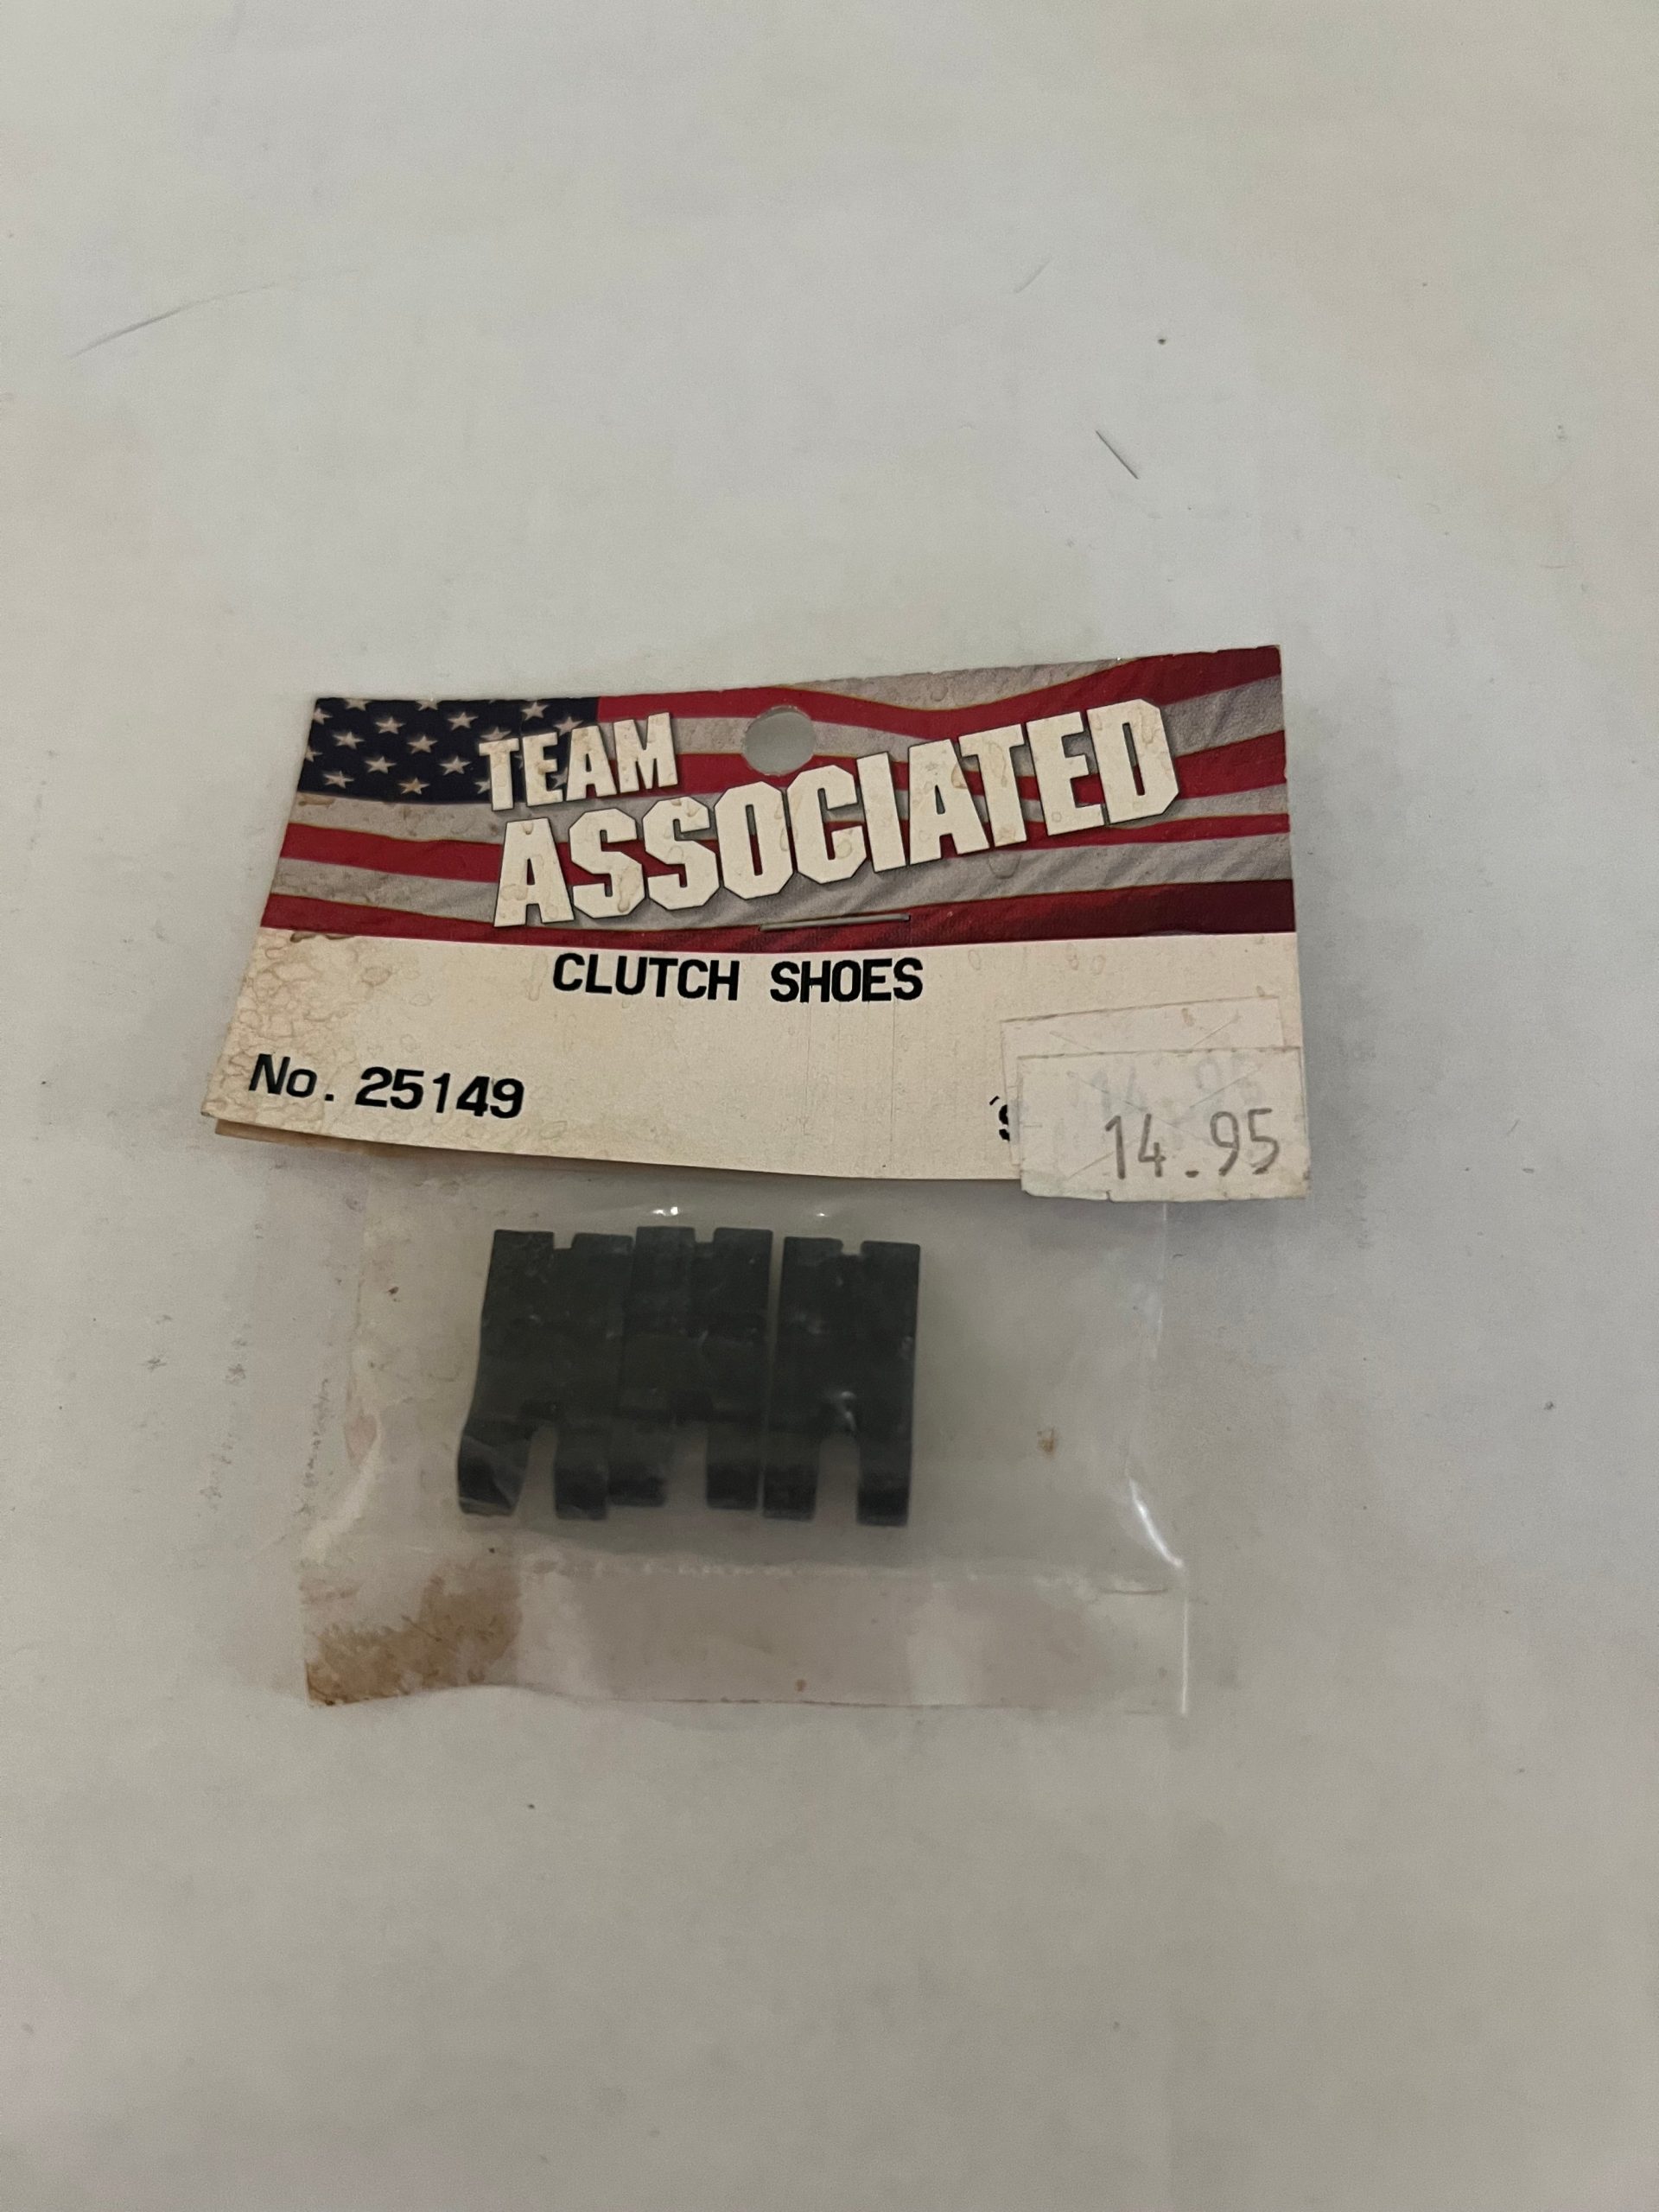 TEAM
ASSOCIATED
CLUTCH SHOES
No. 25149
14.95